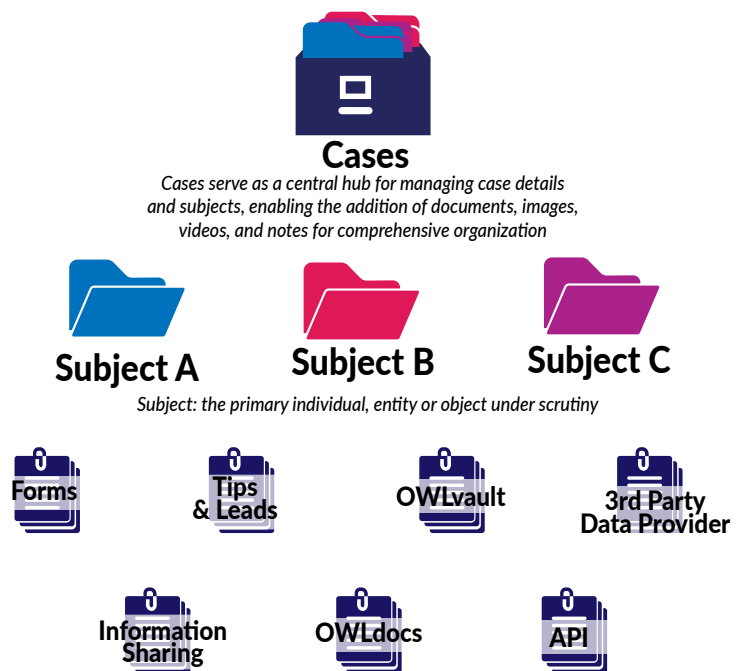 Cases
Cases serve as a central hub for managing case details
and subjects, enabling the addition of documents, images,
videos, and notes for comprehensive organization
Subject A
Subject B
Subject C
Subject: the primary individual, entity or object under scrutiny
Forms
Tips
& Leads
OWLvault
3rd Party
Data Provider
Information
Sharing
OWLdocs
API